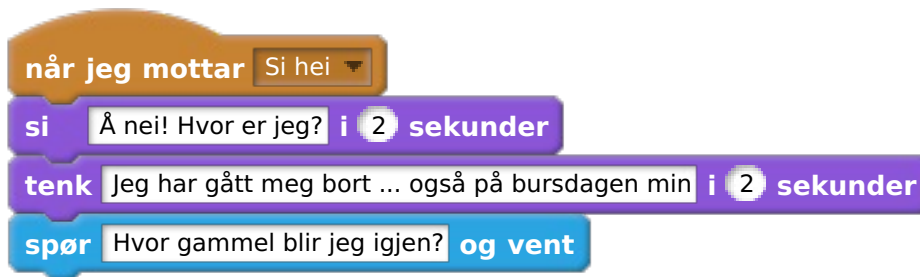 når jeg mottar Si hei
si Å nei! Hvor er jeg? i 2 sekunder
tenk Jeg har gått meg bort ... også på bursdagen min i 2 sekunder
spør Hvor gammel blir jeg igjen? og vent